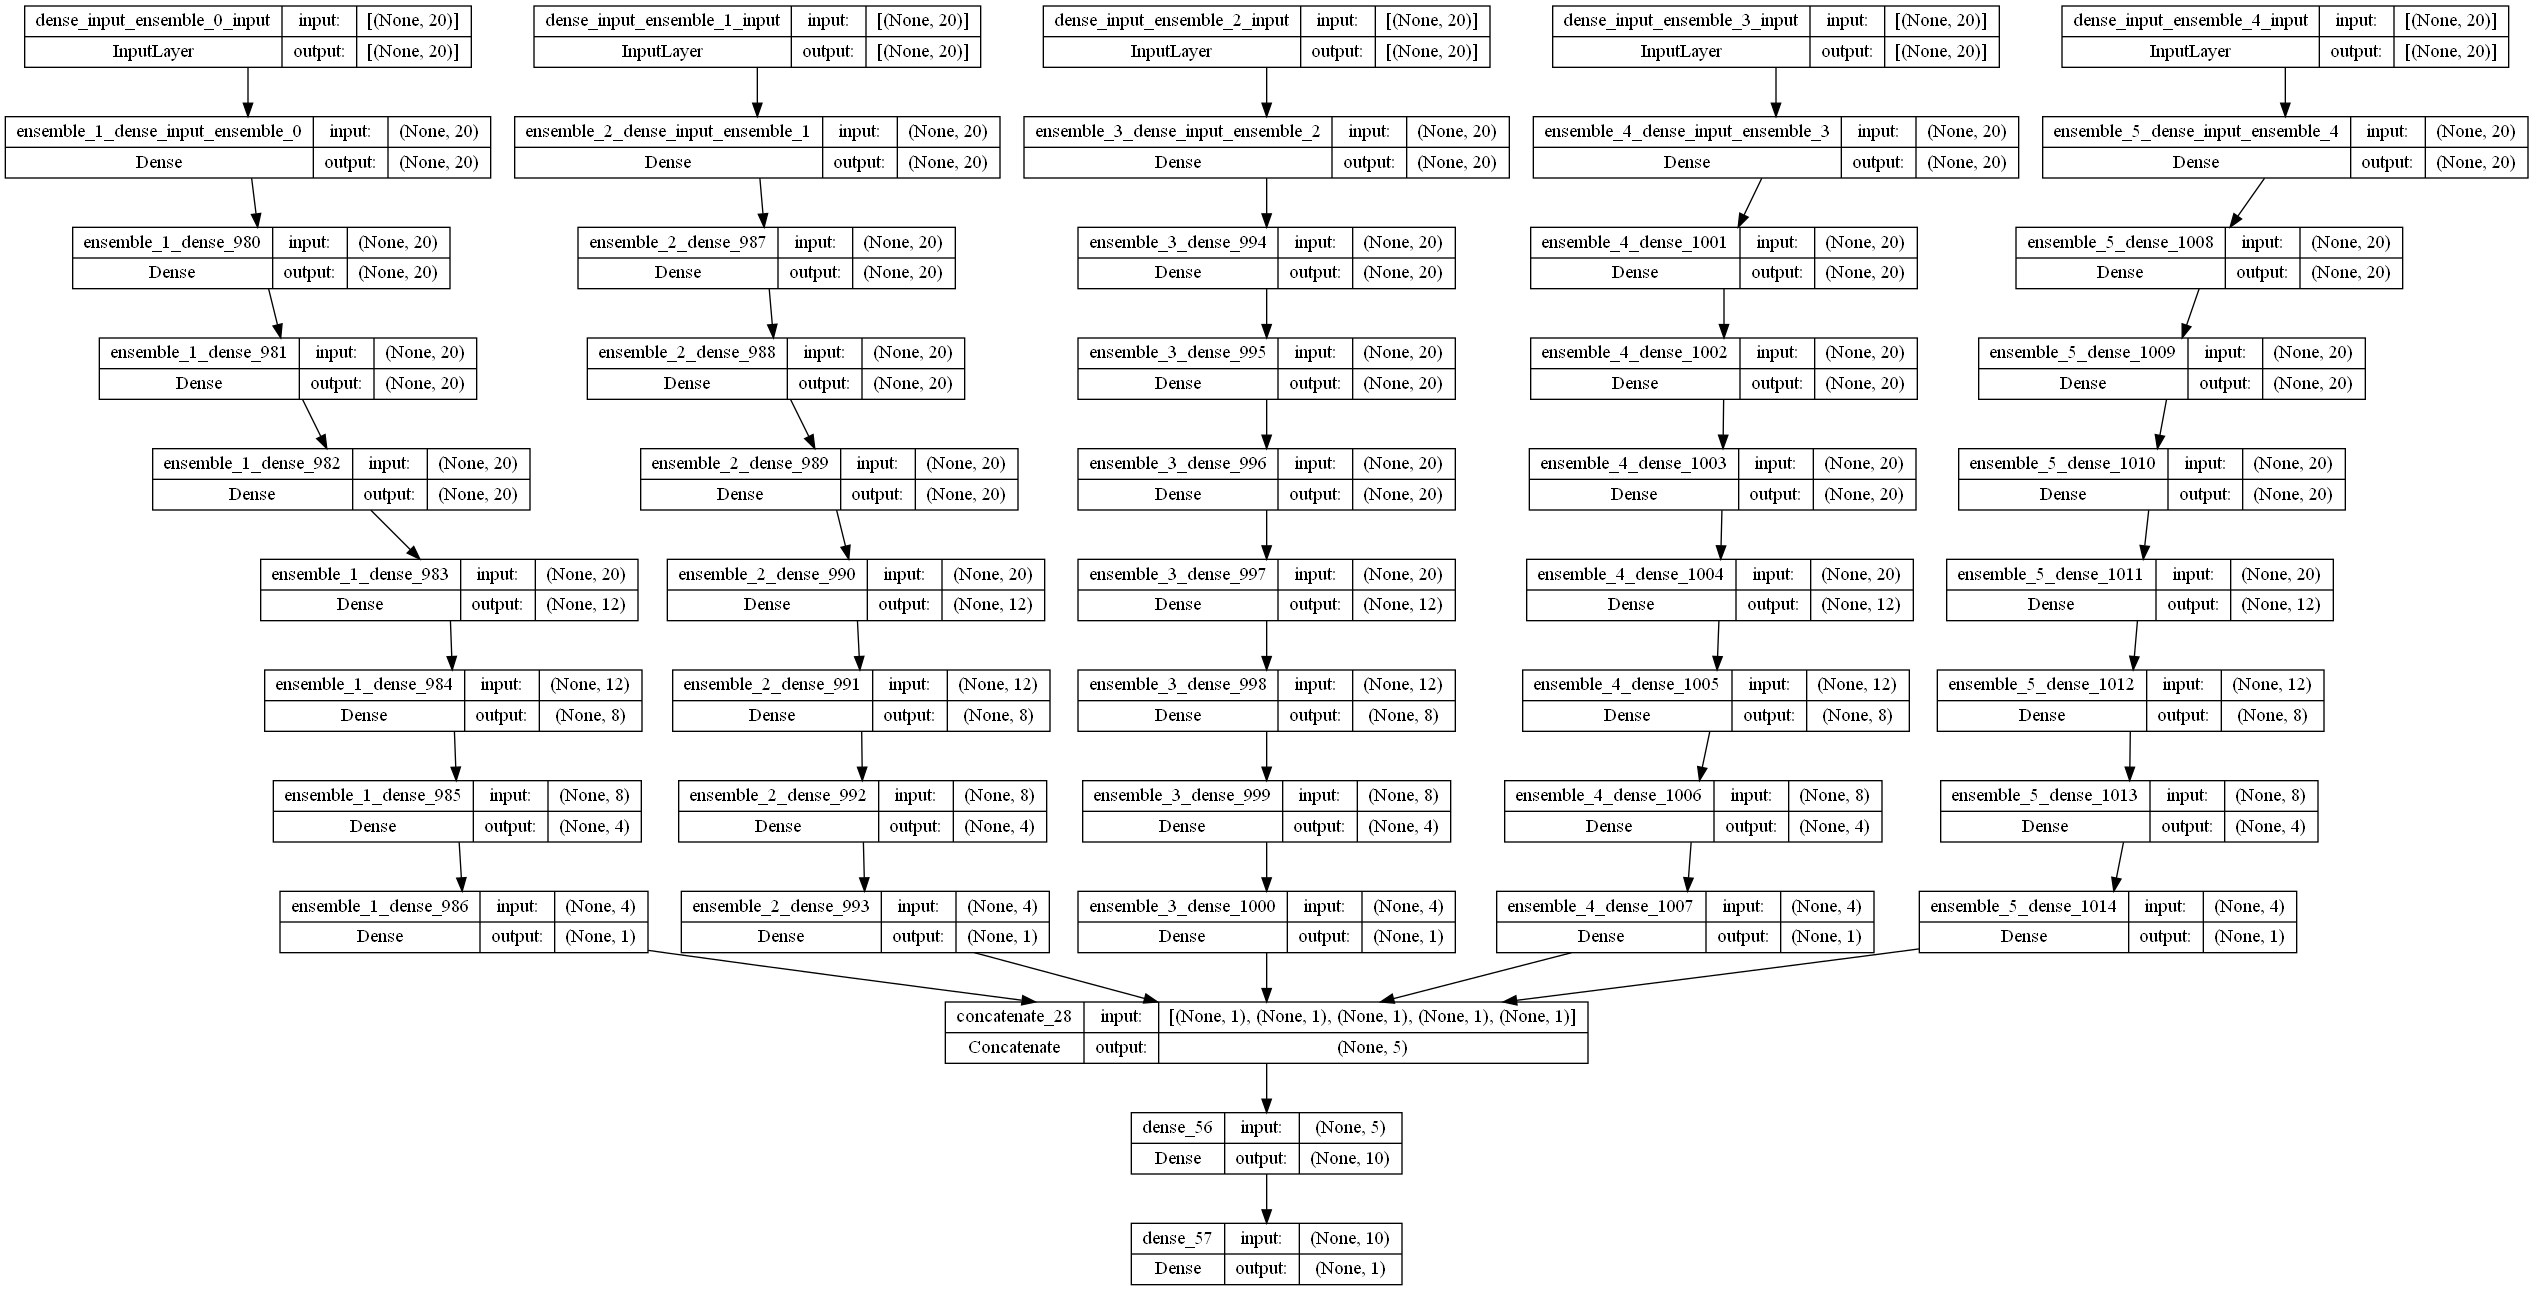 dense_input_ensemble_0_input input: [(None, 20)] dense_input_ensemble_1_input input: [(None, 20)] dense_input_ensemble_2_input input: [(None, 20)] dense_input_ensemble_3_input input: [(None, 20)] dense_input_ensemble_4_input input: [(None, 20)]
InputLayer output: [(None, 20)] InputLayer output: [(None, 20)] InputLayer output: [(None, 20)] InputLayer output: [(None, 20)] InputLayer output: [(None, 20)]
ensemble_1_dense_input_ensemble_0 input: (None, 20) ensemble_2_dense_input_ensemble_1 input: (None, 20) ensemble_3_dense_input_ensemble_2 input: (None, 20) ensemble_4_dense_input_ensemble_3 input: (None, 20) ensemble_5_dense_input_ensemble_4 input: (None, 20)
Dense output: (None, 20) Dense output: (None, 20) Dense output: (None, 20) Dense output: (None, 20) Dense output: (None, 20)
ensemble_1_dense_980 input: (None, 20) ensemble_2_dense_987 input: (None, 20) ensemble_3_dense_994 input: (None, 20) ensemble_4_dense_1001 input: (None, 20) ensemble_5_dense_1008 input: (None, 20)
Dense output: (None, 20) Dense output: (None, 20) Dense output: (None, 20) Dense output: (None, 20) Dense output: (None, 20)
ensemble_1_dense_981 input: (None, 20) ensemble_2_dense_988 input: (None, 20) ensemble_3_dense_995 input: (None, 20) ensemble_4_dense_1002 input: (None, 20) ensemble_5_dense_1009 input: (None, 20)
Dense output: (None, 20) Dense output: (None, 20) Dense output: (None, 20) Dense output: (None, 20) Dense output: (None, 20)
ensemble_1_dense_982 input: (None, 20) ensemble_2_dense_989 input: (None, 20) ensemble_3_dense_996 input: (None, 20) ensemble_4_dense_1003 input: (None, 20) ensemble_5_dense_1010 input: (None, 20)
Dense output: (None, 20) Dense output: (None, 20) Dense output: (None, 20) Dense output: (None, 20) Dense output: (None, 20)
ensemble_1_dense_983 input: (None, 20) ensemble_2_dense_990 input: (None, 20) ensemble_3_dense_997 input: (None, 20) ensemble_4_dense_1004 input: (None, 20) ensemble_5_dense_1011 input: (None, 20)
Dense output: (None, 12) Dense output: (None, 12) Dense output: (None, 12) Dense output: (None, 12) Dense output: (None, 12)
ensemble_1_dense_984 input: (None, 12) ensemble_2_dense_991 input: (None, 12) ensemble_3_dense_998 input: (None, 12) ensemble_4_dense_1005 input: (None, 12) ensemble_5_dense_1012 input: (None, 12)
Dense output: (None, 8) Dense output: (None, 8) Dense output: (None, 8) Dense output: (None, 8) Dense output: (None, 8)
ensemble_1_dense_985 input: (None, 8) ensemble_2_dense_992 input: (None, 8) ensemble_3_dense_999 input: (None, 8) ensemble_4_dense_1006 input: (None, 8) ensemble_5_dense_1013 input: (None, 8)
Dense output: (None, 4) Dense output: (None, 4) Dense output: (None, 4) Dense output: (None, 4) Dense output: (None, 4)
ensemble_1_dense_986 input: (None, 4) ensemble_2_dense_993 input: (None, 4) ensemble_3_dense_1000 input: (None, 4) ensemble_4_dense_1007 input: (None, 4) ensemble_5_dense_1014 input: (None, 4)
Dense output: (None, 1) Dense output: (None, 1) Dense output: (None, 1) Dense output: (None, 1) Dense output: (None, 1)
concatenate_28 input: [(None, 1), (None, 1), (None, 1), (None, 1), (None, 1)]
Concatenate output: (None, 5)
dense_56 input: (None, 5)
Dense output: (None, 10)
dense_57 input: (None, 10)
Dense output: (None, 1)